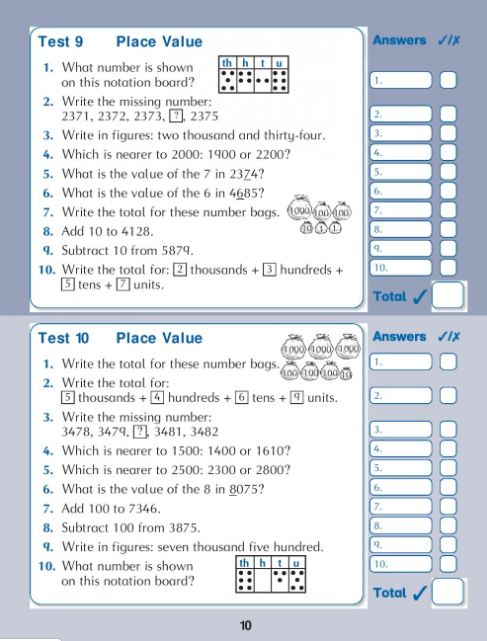 Test 9 Place Value Answers ✓/✗
1. What number is shown
on this notation board?
th h t u
1.
2. Write the missing number:
2371, 2372, 2373, ?, 2375
2.
3. Write in figures: two thousand and thirty-four.
3.
4. Which is nearer to 2000: 1900 or 2200?
4.
5. What is the value of the 7 in 2374?
5.
6. What is the value of the 6 in 4685?
6.
7. Write the total for these number bags.
1000 100 100
10 1 1
7.
8. Add 10 to 4128.
8.
9. Subtract 10 from 5879.
9.
10. Write the total for: 2 thousands + 3 hundreds +
5 tens + 7 units.
10.
Total ✓
Test 10 Place Value Answers ✓/✗
1000 1000 1000
1. Write the total for these number bags.
100 100 100 10
1.
2. Write the total for:
5 thousands + 4 hundreds + 6 tens + 9 units.
2.
3. Write the missing number:
3478, 3479, ?, 3481, 3482
3.
4. Which is nearer to 1500: 1400 or 1610?
4.
5. Which is nearer to 2500: 2300 or 2800?
5.
6. What is the value of the 8 in 8075?
6.
7. Add 100 to 7346.
7.
8. Subtract 100 from 3875.
8.
9. Write in figures: seven thousand five hundred.
9.
10. What number is shown
on this notation board?
th h t u
10.
Total ✓
10